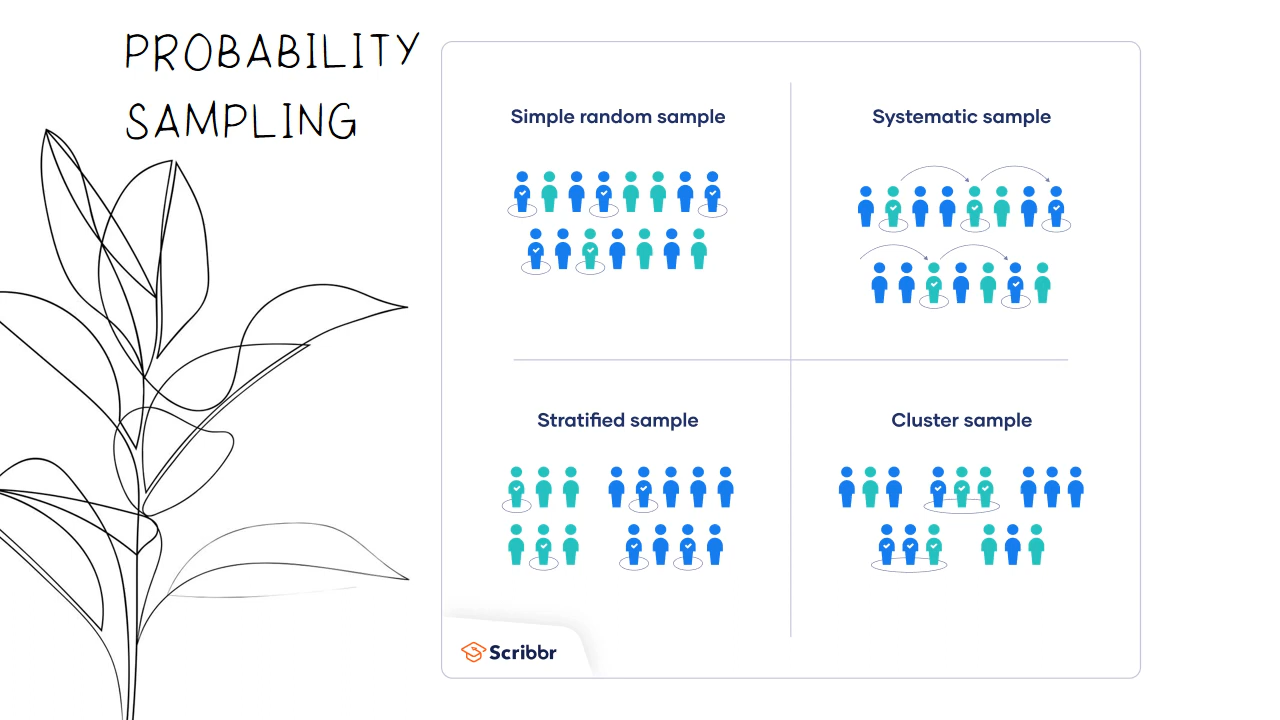 PROBABILITY
SAMPLING
Simple random sample
Systematic sample
Stratified sample
Cluster sample
Scribbr